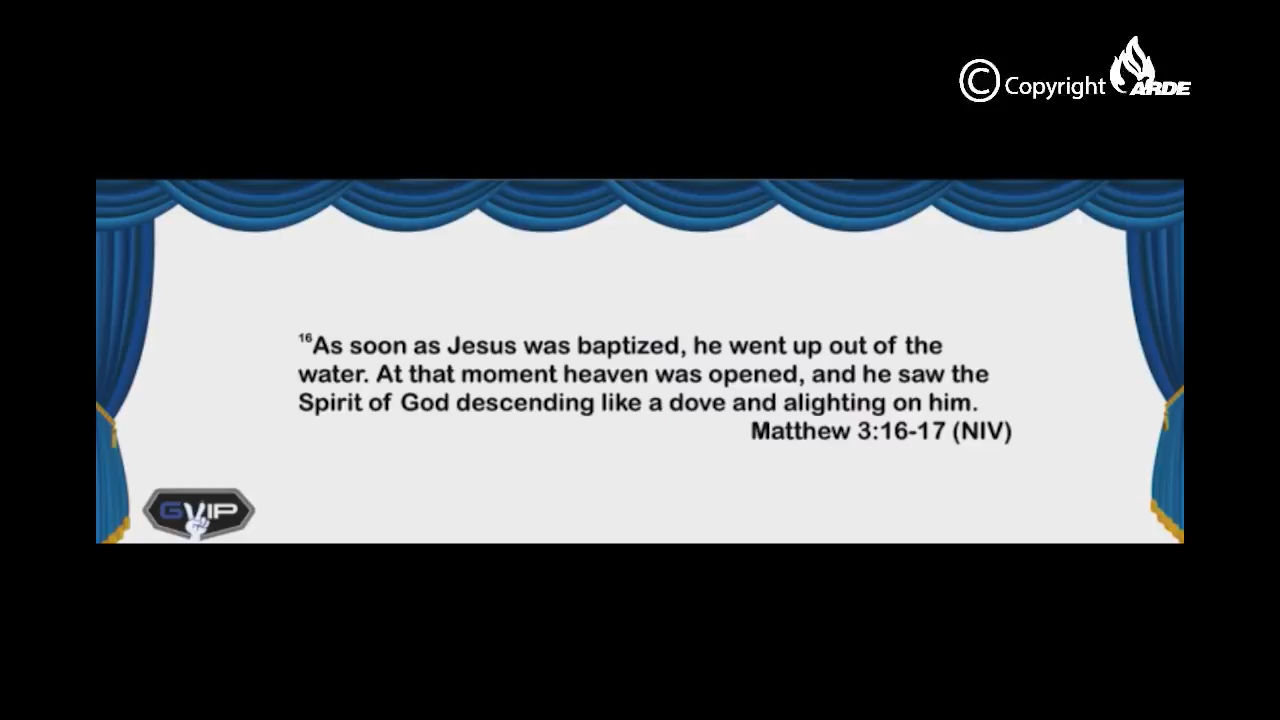 © Copyright ARDE
¹⁶As soon as Jesus was baptized, he went up out of the
water. At that moment heaven was opened, and he saw the
Spirit of God descending like a dove and alighting on him.
Matthew 3:16-17 (NIV)
GVIP